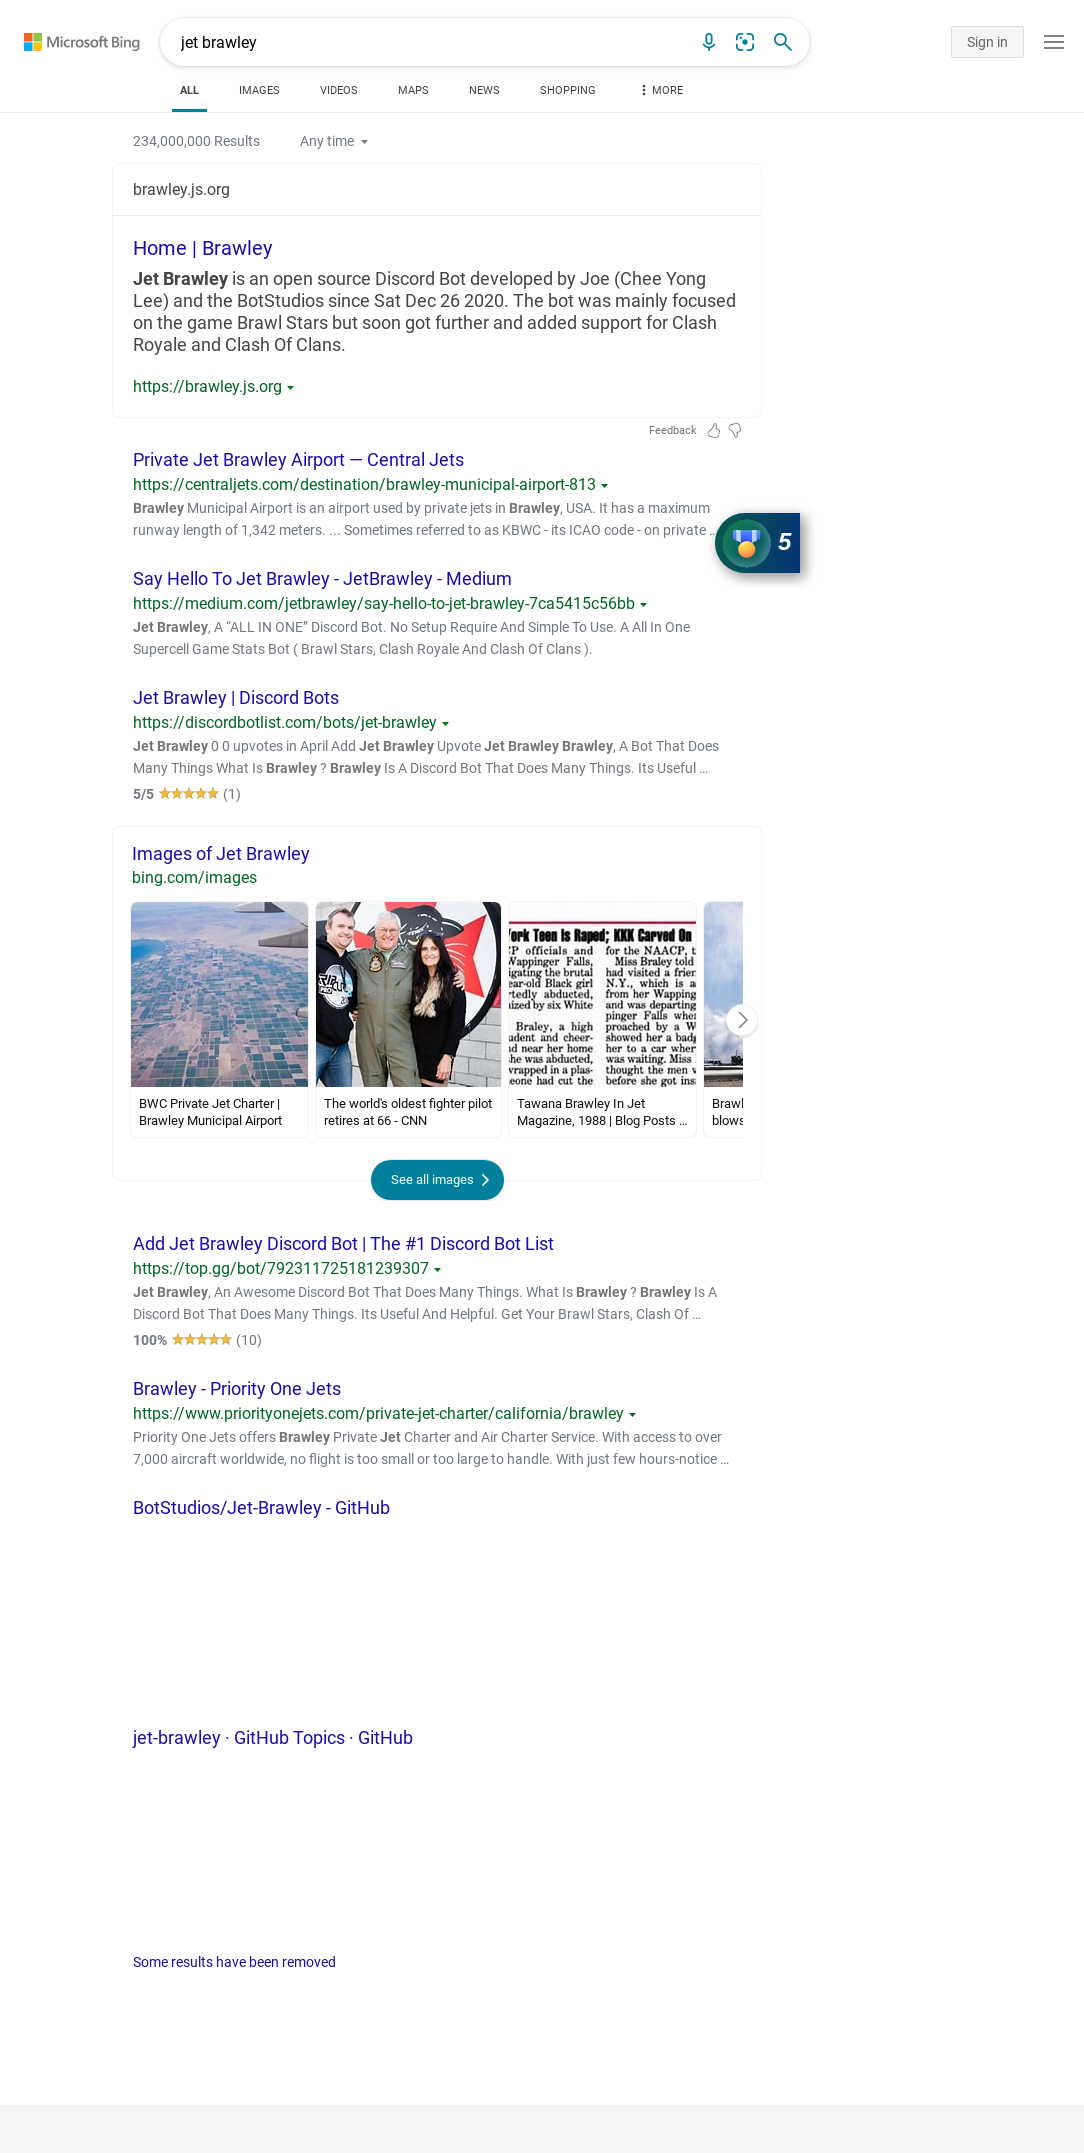 Microsoft Bing
jet brawley
Sign in
ALL IMAGES VIDEOS MAPS NEWS SHOPPING MORE
234,000,000 Results Any time
brawley.js.org
Home | Brawley
Jet Brawley is an open source Discord Bot developed by Joe (Chee Yong
Lee) and the BotStudios since Sat Dec 26 2020. The bot was mainly focused
on the game Brawl Stars but soon got further and added support for Clash
Royale and Clash Of Clans.
https://brawley.js.org
Feedback
Private Jet Brawley Airport — Central Jets
https://centraljets.com/destination/brawley-municipal-airport-813
Brawley Municipal Airport is an airport used by private jets in Brawley, USA. It has a maximum
runway length of 1,342 meters. ... Sometimes referred to as KBWC - its ICAO code - on private ...
5
Say Hello To Jet Brawley - JetBrawley - Medium
https://medium.com/jetbrawley/say-hello-to-jet-brawley-7ca5415c56bb
Jet Brawley, A “ALL IN ONE” Discord Bot. No Setup Require And Simple To Use. A All In One
Supercell Game Stats Bot ( Brawl Stars, Clash Royale And Clash Of Clans ).
Jet Brawley | Discord Bots
https://discordbotlist.com/bots/jet-brawley
Jet Brawley 0 0 upvotes in April Add Jet Brawley Upvote Jet Brawley Brawley, A Bot That Does
Many Things What Is Brawley ? Brawley Is A Discord Bot That Does Many Things. Its Useful …
5/5 (1)
Images of Jet Brawley
bing.com/images
York Teen Is Raped; KKK Carved On
P officials and
Wappinger Falls,
igating the brutal
ear-old Black girl
rtedly abducted,
nized by six White
Braley, a high
udent and cheer-
nd near her home
she was abducted,
wrapped in a plas-
eone had cut the
for the NAACP, t
Miss Braley told
had visited a frien
N.Y., which is a
from her Wapping
and was departing
pinger Falls when
proached by a W
showed her a badg
her to a car wher
was waiting. Miss
thought the men w
before she got ins
BWC Private Jet Charter |
Brawley Municipal Airport
The world's oldest fighter pilot
retires at 66 - CNN
Tawana Brawley In Jet
Magazine, 1988 | Blog Posts …
Brawl
blows
See all images
Add Jet Brawley Discord Bot | The #1 Discord Bot List
https://top.gg/bot/792311725181239307
Jet Brawley, An Awesome Discord Bot That Does Many Things. What Is Brawley ? Brawley Is A
Discord Bot That Does Many Things. Its Useful And Helpful. Get Your Brawl Stars, Clash Of …
100% (10)
Brawley - Priority One Jets
https://www.priorityonejets.com/private-jet-charter/california/brawley
Priority One Jets offers Brawley Private Jet Charter and Air Charter Service. With access to over
7,000 aircraft worldwide, no flight is too small or too large to handle. With just few hours-notice …
BotStudios/Jet-Brawley - GitHub
jet-brawley · GitHub Topics · GitHub
Some results have been removed